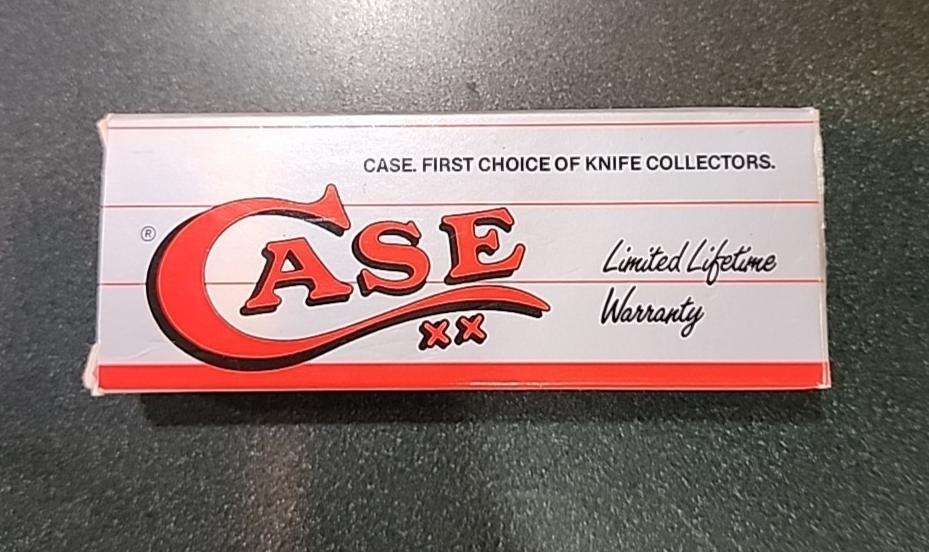 CASE. FIRST CHOICE OF KNIFE COLLECTORS.
® CASE
XX
Limited Lifetime
Warranty